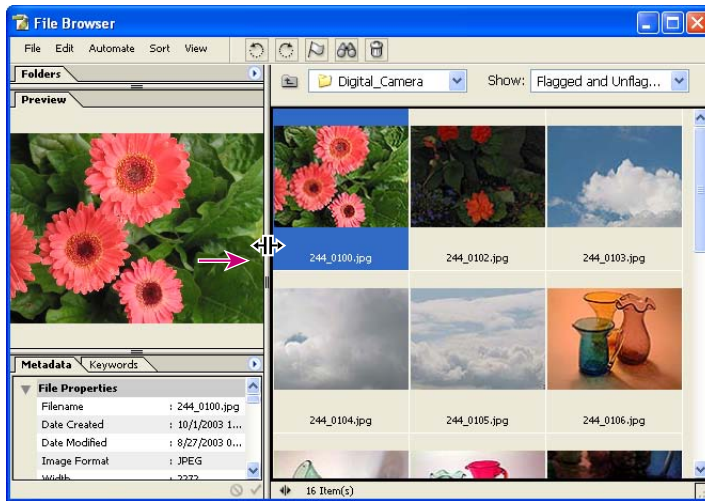 File Browser
File Edit Automate Sort View
Folders
Digital_Camera Show: Flagged and Unflag...
Preview
244_0100.jpg 244_0102.jpg 244_0103.jpg
244_0104.jpg 244_0105.jpg 244_0106.jpg
Metadata Keywords
File Properties
Filename : 244_0100.jpg
Date Created : 10/1/2003 1...
Date Modified : 8/27/2003 0...
Image Format : JPEG
Width : 2272
16 Item(s)